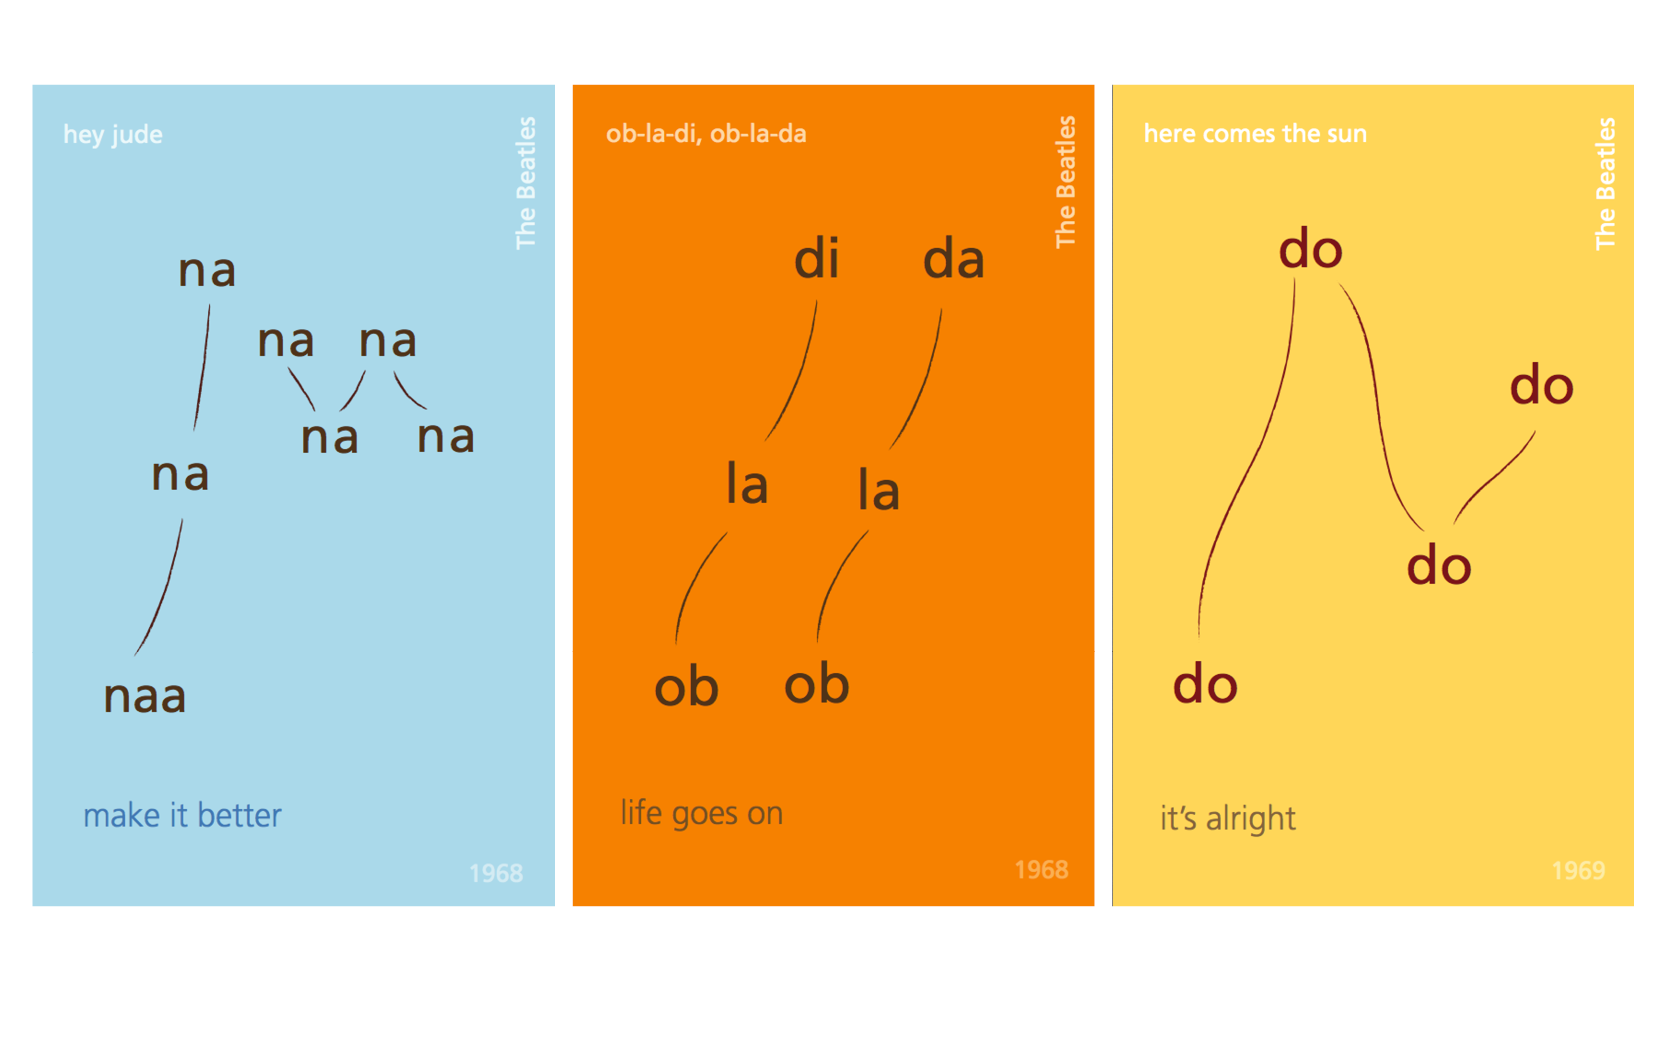 hey jude
The Beatles
na
na na
na na
na
naa
make it better
1968
ob-la-di, ob-la-da
The Beatles
di da
la la
ob ob
life goes on
1968
here comes the sun
The Beatles
do
do
do
do
it's alright
1969